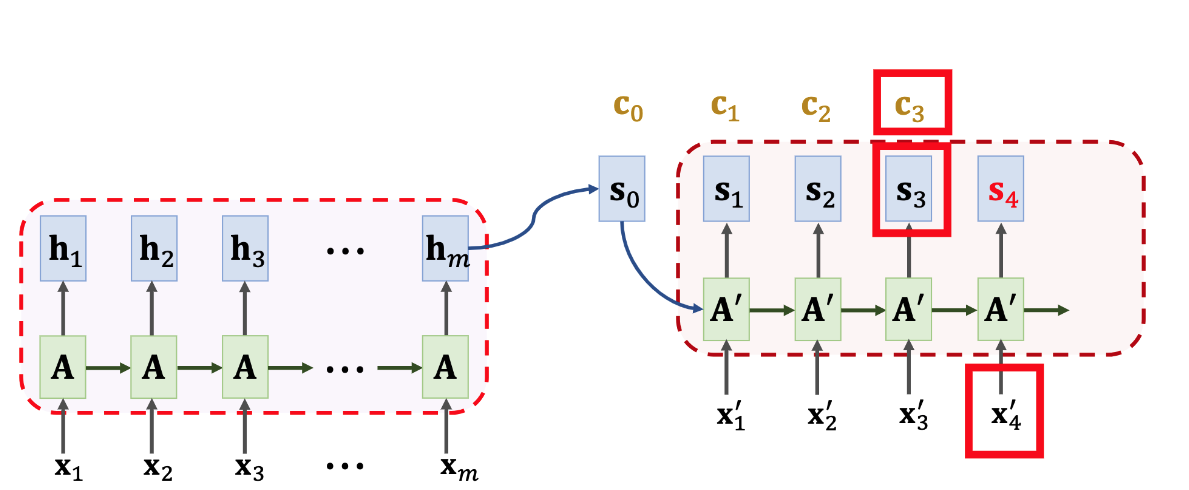 c₀ c₁ c₂ c₃
s₀ s₁ s₂ s₃ s₄
h₁ h₂ h₃ ⋯ hₘ
A′ A′ A′ A′
A A A ⋯ A
x′₁ x′₂ x′₃ x′₄
x₁ x₂ x₃ ⋯ xₘ